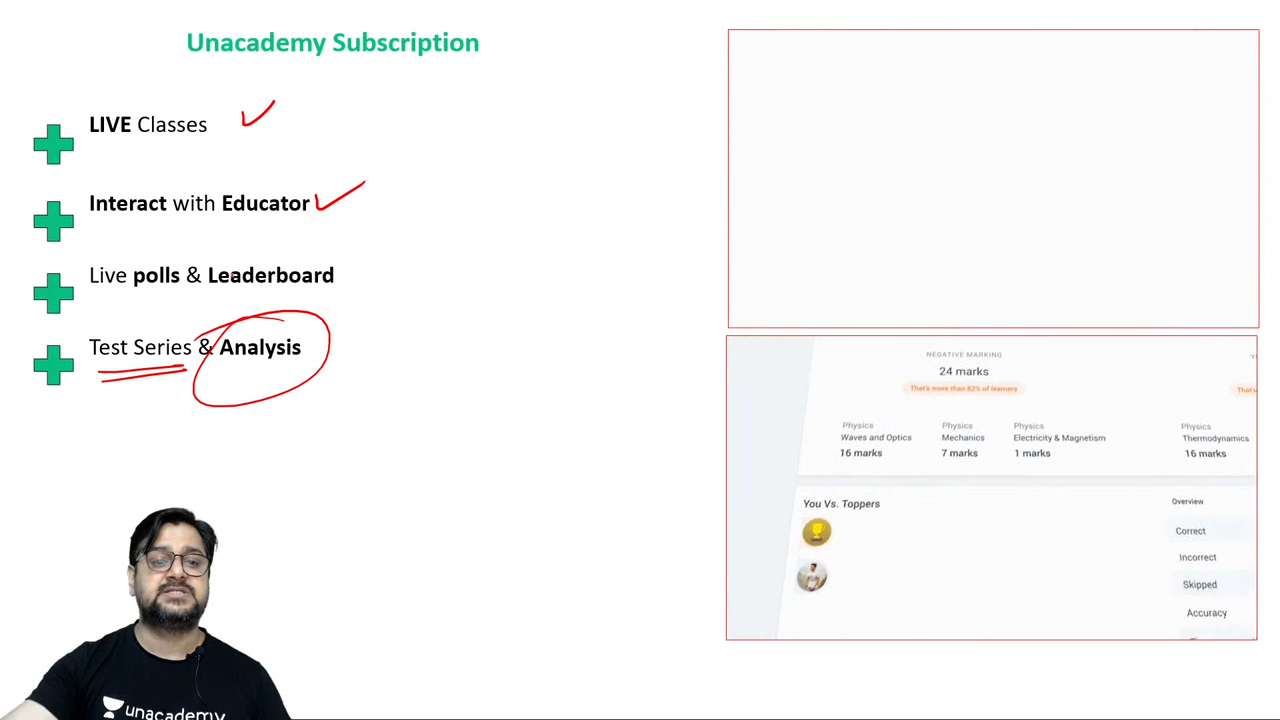 Unacademy Subscription
LIVE Classes
Interact with Educator
Live polls & Leaderboard
Test Series & Analysis
NEGATIVE MARKING
24 marks
That's more than 82% of learners
That's
Physics
Waves and Optics
16 marks
Physics
Mechanics
7 marks
Physics
Electricity & Magnetism
1 marks
Physics
Thermodynamics
16 marks
You Vs. Toppers
Overview
Correct
Incorrect
Skipped
Accuracy
unacademy